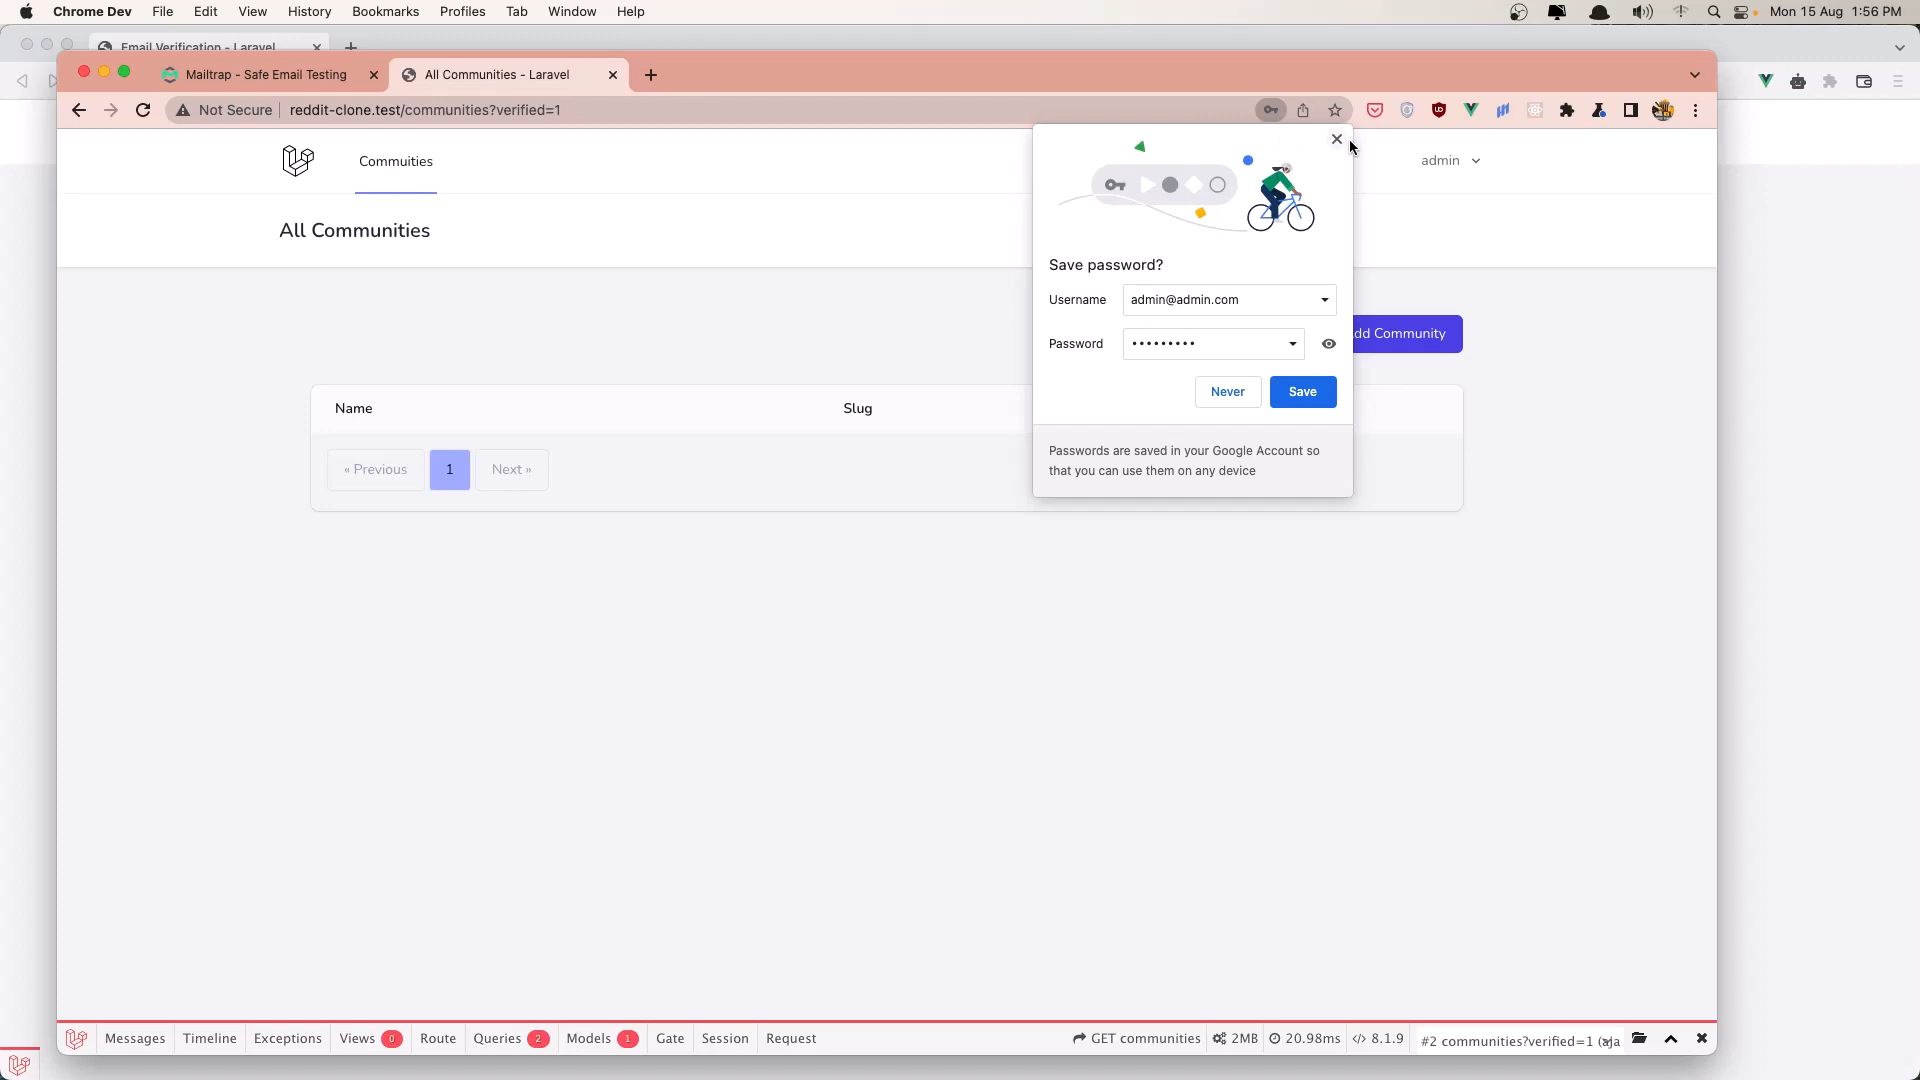 Chrome Dev File Edit View History Bookmarks Profiles Tab Window Help Mon 15 Aug 1:56 PM
Email Verification - Laravel
Mailtrap - Safe Email Testing All Communities - Laravel
Not Secure reddit-clone.test/communities?verified=1
Commuities admin
All Communities
Save password?
Username admin@admin.com
dd Community
Password •••••••••
Never Save
Name Slug
Passwords are saved in your Google Account so
that you can use them on any device
« Previous 1 Next »
Messages Timeline Exceptions Views 0 Route Queries 2 Models 1 Gate Session Request GET communities 2MB 20.98ms 8.1.9 #2 communities?verified=1